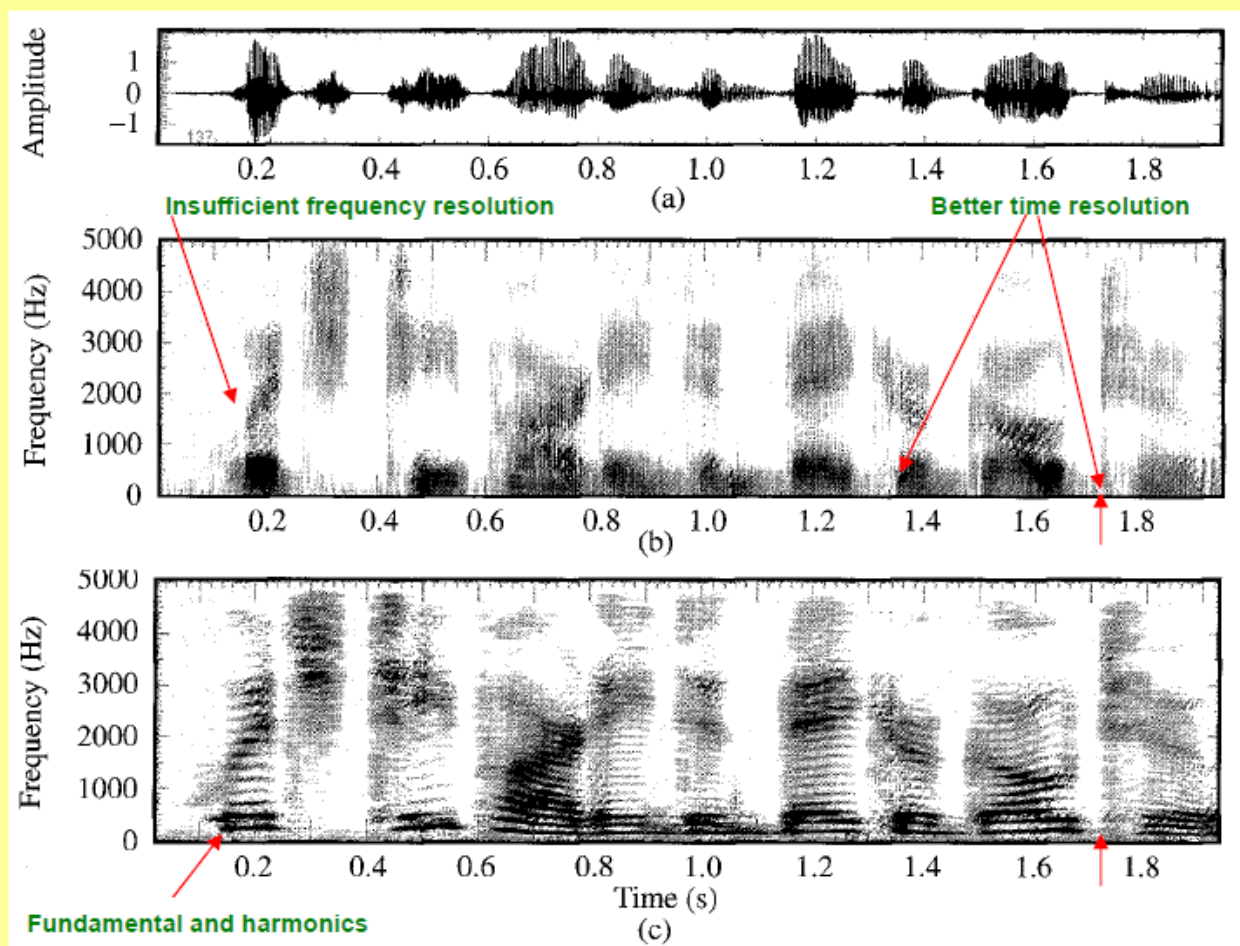 Amplitude
1
0
−1
137
0.2 0.4 0.6 0.8 1.0 1.2 1.4 1.6 1.8
(a)
Insufficient frequency resolution
Better time resolution
Frequency (Hz)
5000
4000
3000
2000
1000
0
0.2 0.4 0.6 0.8 1.0 1.2 1.4 1.6 1.8
(b)
Frequency (Hz)
5000
4000
3000
2000
1000
0
0.2 0.4 0.6 0.8 1.0 1.2 1.4 1.6 1.8
Time (s)
(c)
Fundamental and harmonics